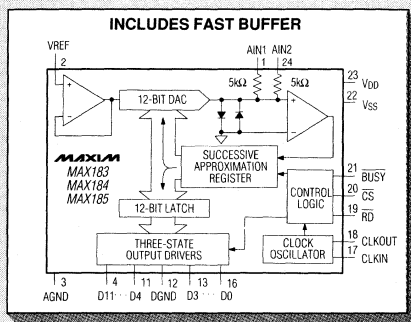 INCLUDES FAST BUFFER
AIN1 AIN2
VREF
2
1 24
5kΩ 5kΩ
23 VDD
22 VSS
+
-
12-BIT DAC
+
-
MAXIM
MAX183
MAX184
MAX185
SUCCESSIVE
APPROXIMATION
REGISTER
12-BIT LATCH
CONTROL
LOGIC
21 BUSY
20 CS
19 RD
THREE-STATE
OUTPUT DRIVERS
CLOCK
OSCILLATOR
18 CLKOUT
17 CLKIN
3 4 11 12 13 16
AGND D11···D4 DGND D3···D0